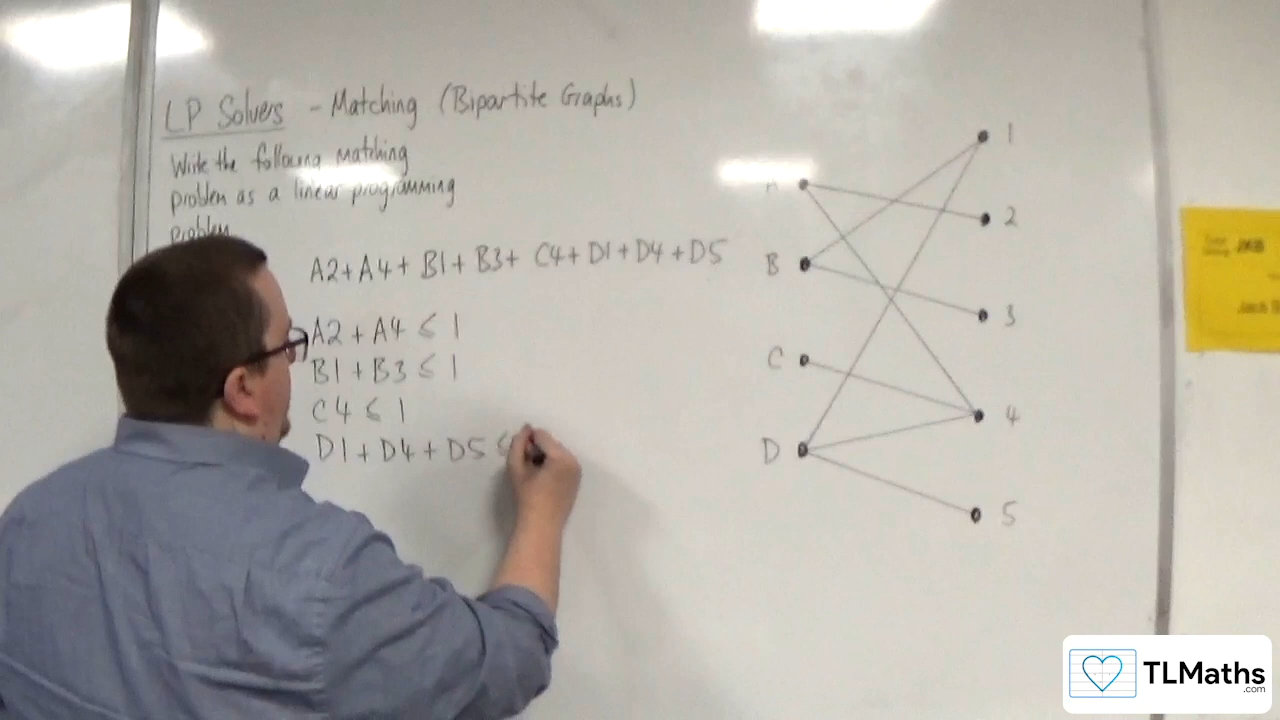 LP Solvers - Matching (Bipartite Graphs)
Write the following matching
problem as a linear programming
problem
A2+A4+ B1+B3+ C4+D1+D4+D5
A2 + A4 ≤ 1
B1 + B3 ≤ 1
C4 ≤ 1
D1 + D4 + D5 ≤
A
B
C
D
1
2
3
4
5
JKB
Jack
TLMaths
.com